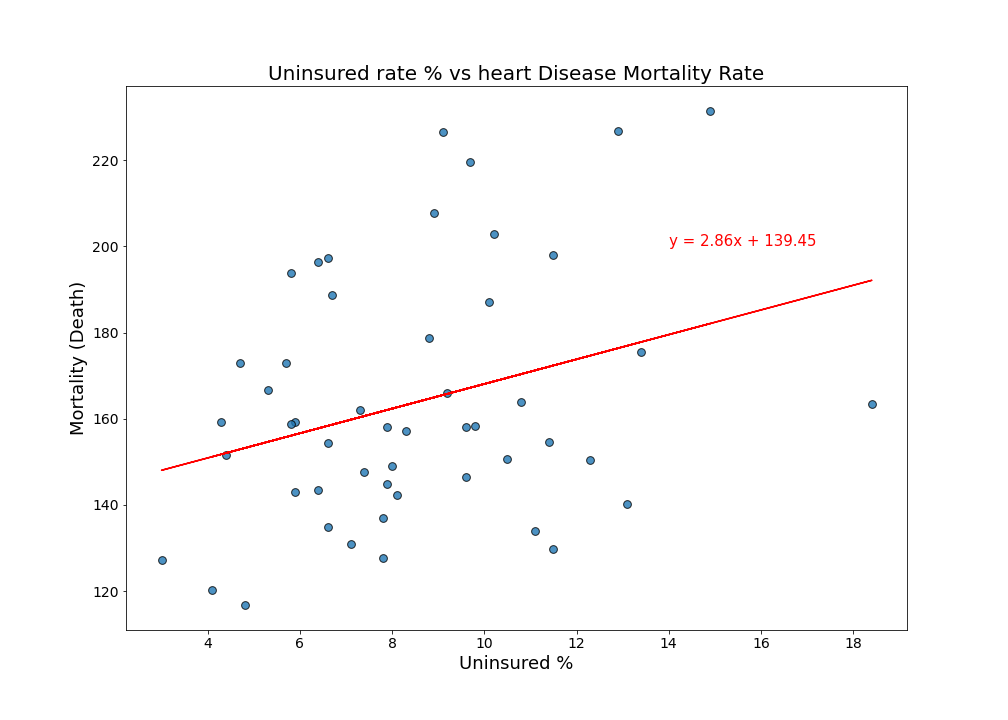 Uninsured rate % vs heart Disease Mortality Rate
Mortality (Death)
220
200
180
160
140
120
y = 2.86x + 139.45
4 6 8 10 12 14 16 18
Uninsured %